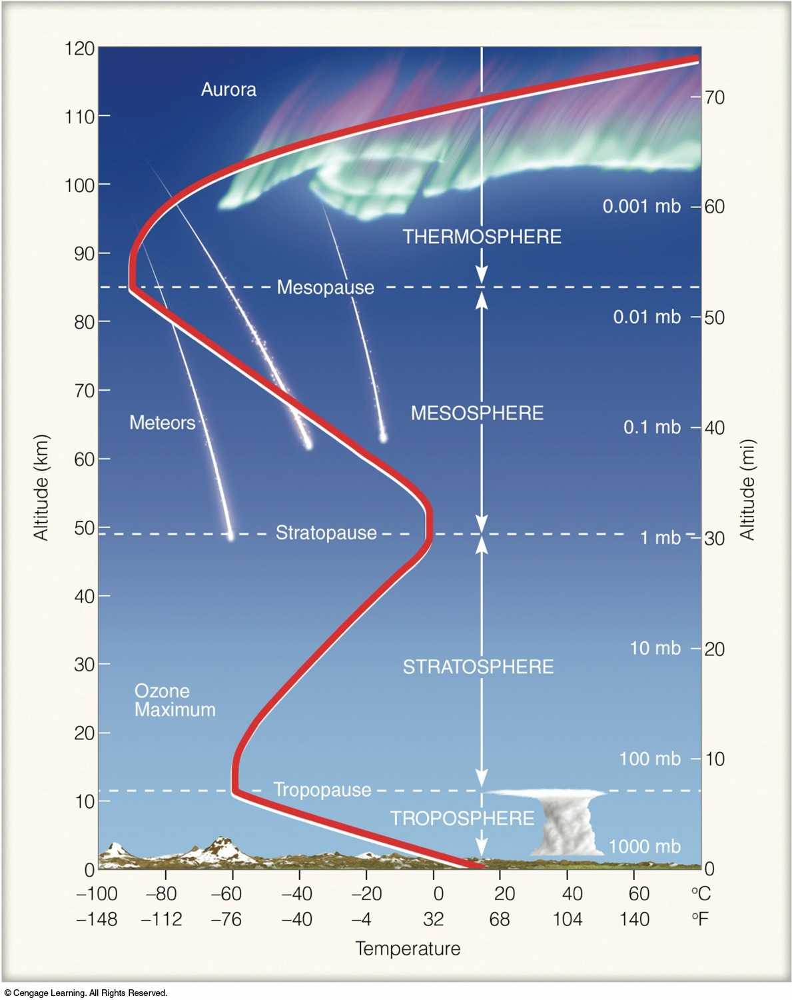 120
110
100
90
80
70
60
50
40
30
20
10
0
Altitude (km)
Aurora
THERMOSPHERE
Mesopause
MESOSPHERE
Meteors
Stratopause
STRATOSPHERE
Ozone
Maximum
Tropopause
TROPOSPHERE
0.001 mb
0.01 mb
0.1 mb
1 mb
10 mb
100 mb
1000 mb
70
60
50
40
30
20
10
0
Altitude (mi)
–100 –80 –60 –40 –20 0 20 40 60 °C
–148 –112 –76 –40 –4 32 68 104 140 °F
Temperature
© Cengage Learning. All Rights Reserved.